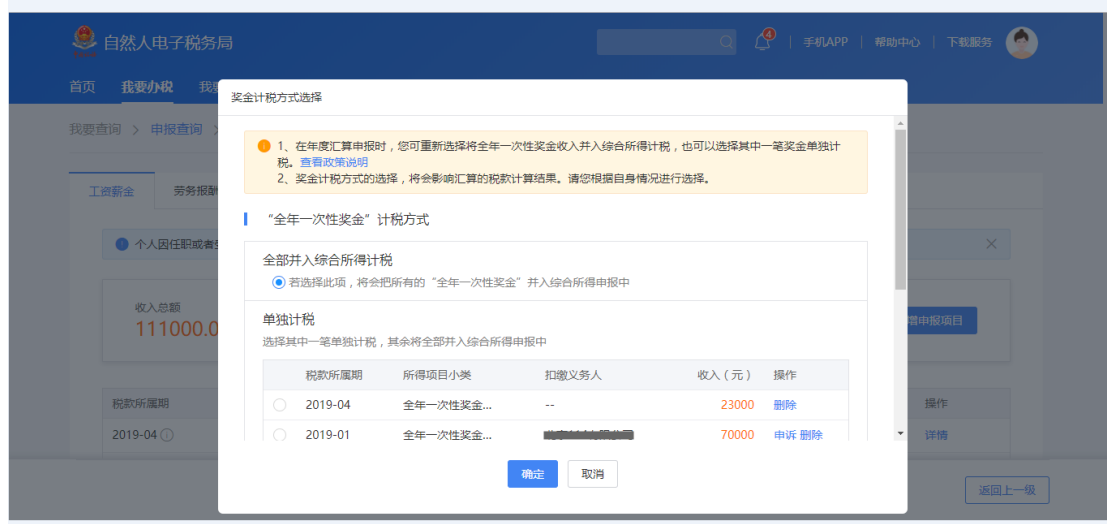 自然人电子税务局
4
手机APP | 帮助中心 | 下载服务
首页 我要办税 我要
奖金计税方式选择
我要查询 > 申报查询 >
1、在年度汇算申报时，您可重新选择将全年一次性奖金收入并入综合所得计税，也可以选择其中一笔奖金单独计
税。查看政策说明
2、奖金计税方式的选择，将会影响汇算的税款计算结果。请您根据自身情况进行选择。
工资薪金 劳务报酬
“全年一次性奖金”计税方式
个人因任职或者受
全部并入综合所得计税
若选择此项，将会把所有的“全年一次性奖金”并入综合所得申报中
收入总额
111000.0
增申报项目
单独计税
选择其中一笔单独计税，其余将全部并入综合所得申报中
税款所属期 所得项目小类 扣缴义务人 收入（元） 操作
税款所属期 操作
2019-04 全年一次性奖金... -- 23000 删除
2019-04 详情
2019-01 全年一次性奖金... 70000 申诉 删除
确定 取消
返回上一级